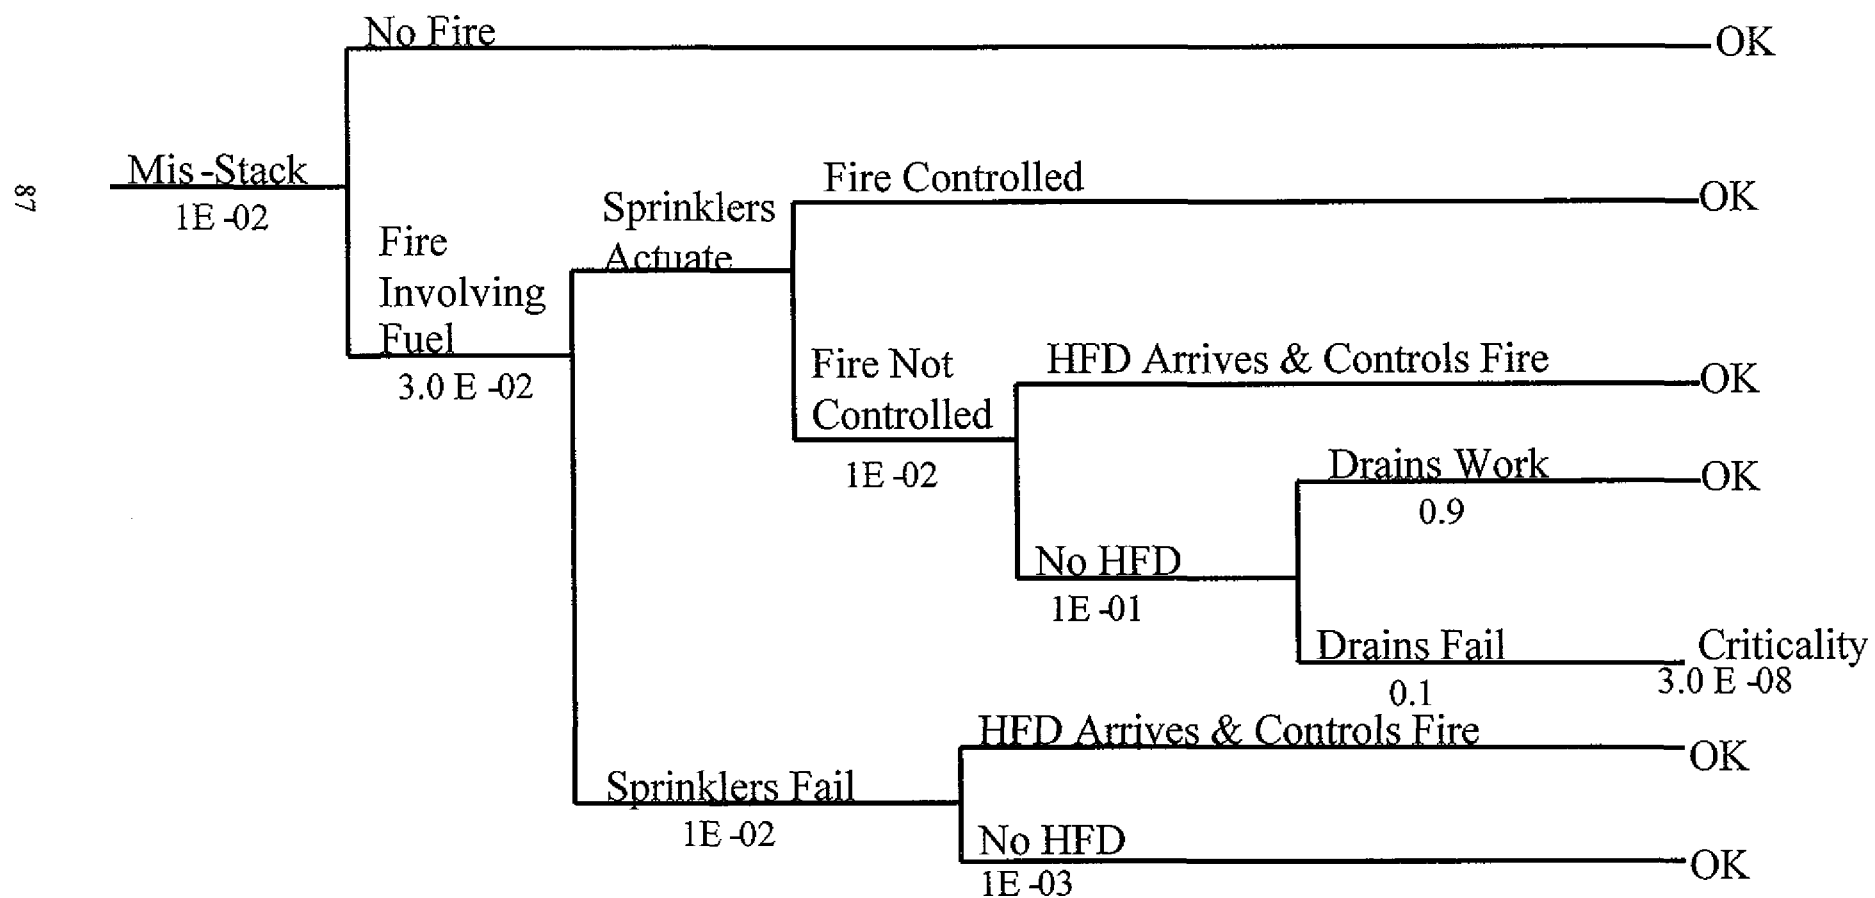 No Fire
OK
Mis-Stack
1E-02
87
Fire Controlled
OK
Sprinklers
Actuate
Fire
Involving
Fuel
3.0 E-02
Fire Not
Controlled
1E-02
HFD Arrives & Controls Fire
OK
Drains Work
OK
0.9
No HFD
1E-01
Drains Fail
Criticality
0.1
3.0 E-08
HFD Arrives & Controls Fire
OK
Sprinklers Fail
1E-02
No HFD
OK
1E-03